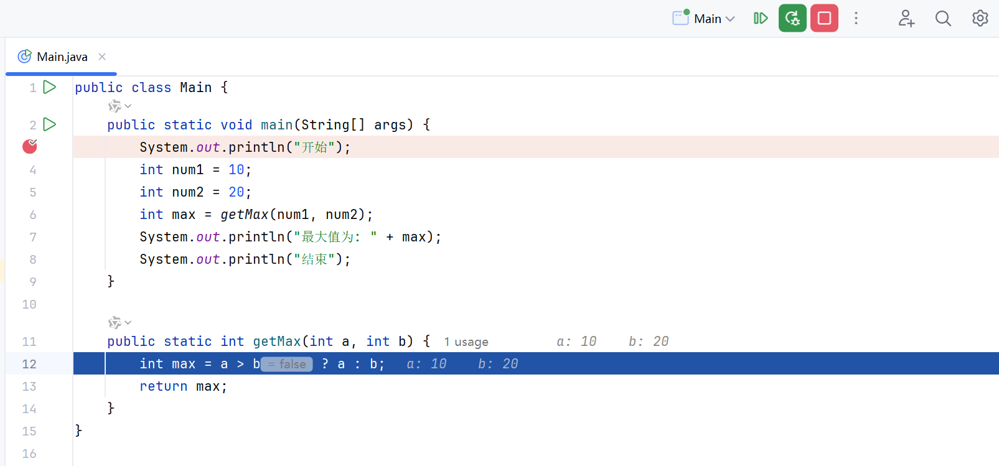 Main
Main.java
1 public class Main {
2 public static void main(String[] args) {
System.out.println("开始");
4 int num1 = 10;
5 int num2 = 20;
6 int max = getMax(num1, num2);
7 System.out.println("最大值为: " + max);
8 System.out.println("结束");
9 }
10
11 public static int getMax(int a, int b) { 1 usage a: 10 b: 20
12 int max = a > b = false ? a : b; a: 10 b: 20
13 return max;
14 }
15 }
16